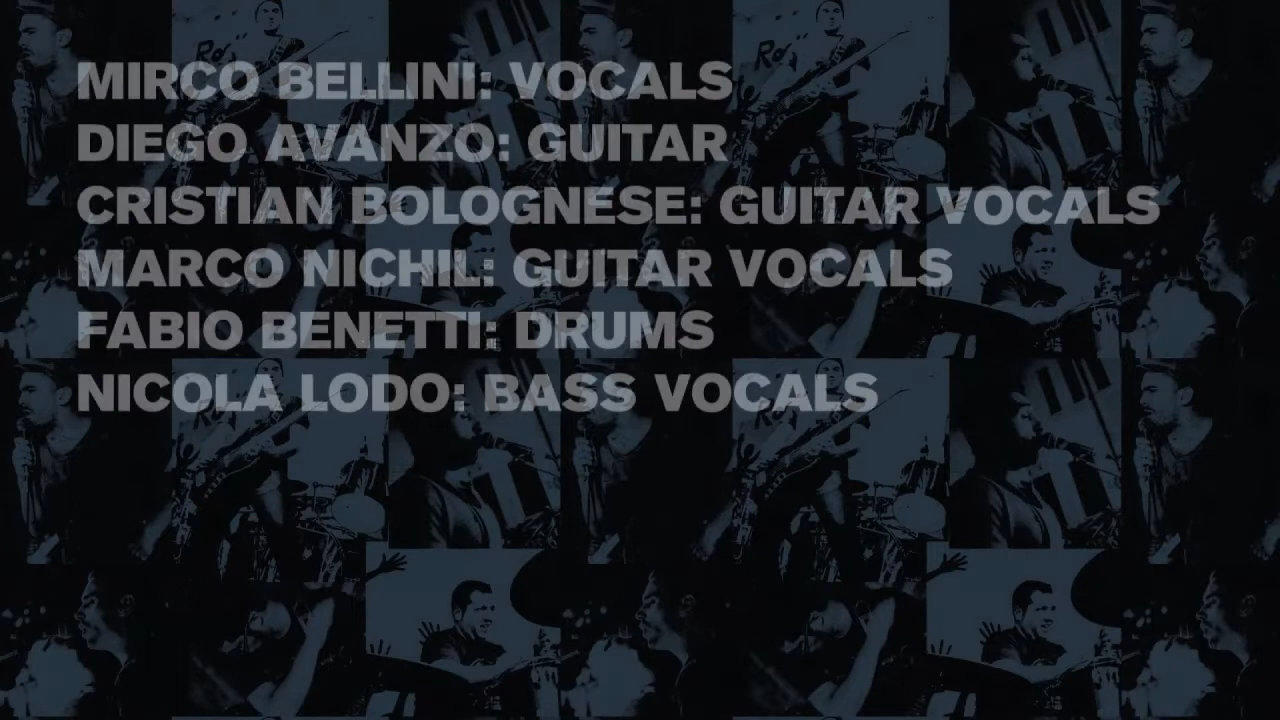 MIRCO BELLINI: VOCALS
DIEGO AVANZO: GUITAR
CRISTIAN BOLOGNESE: GUITAR VOCALS
MARCO NICHIL: GUITAR VOCALS
FABIO BENETTI: DRUMS
NICOLA LODO: BASS VOCALS